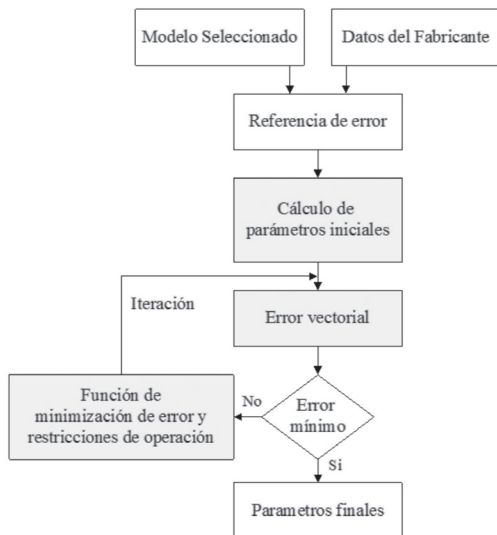 Modelo Seleccionado
Datos del Fabricante
Referencia de error
Cálculo de
parámetros iniciales
Iteración
Error vectorial
Función de
minimización de error y
restricciones de operación
No
Error
mínimo
Si
Parametros finales